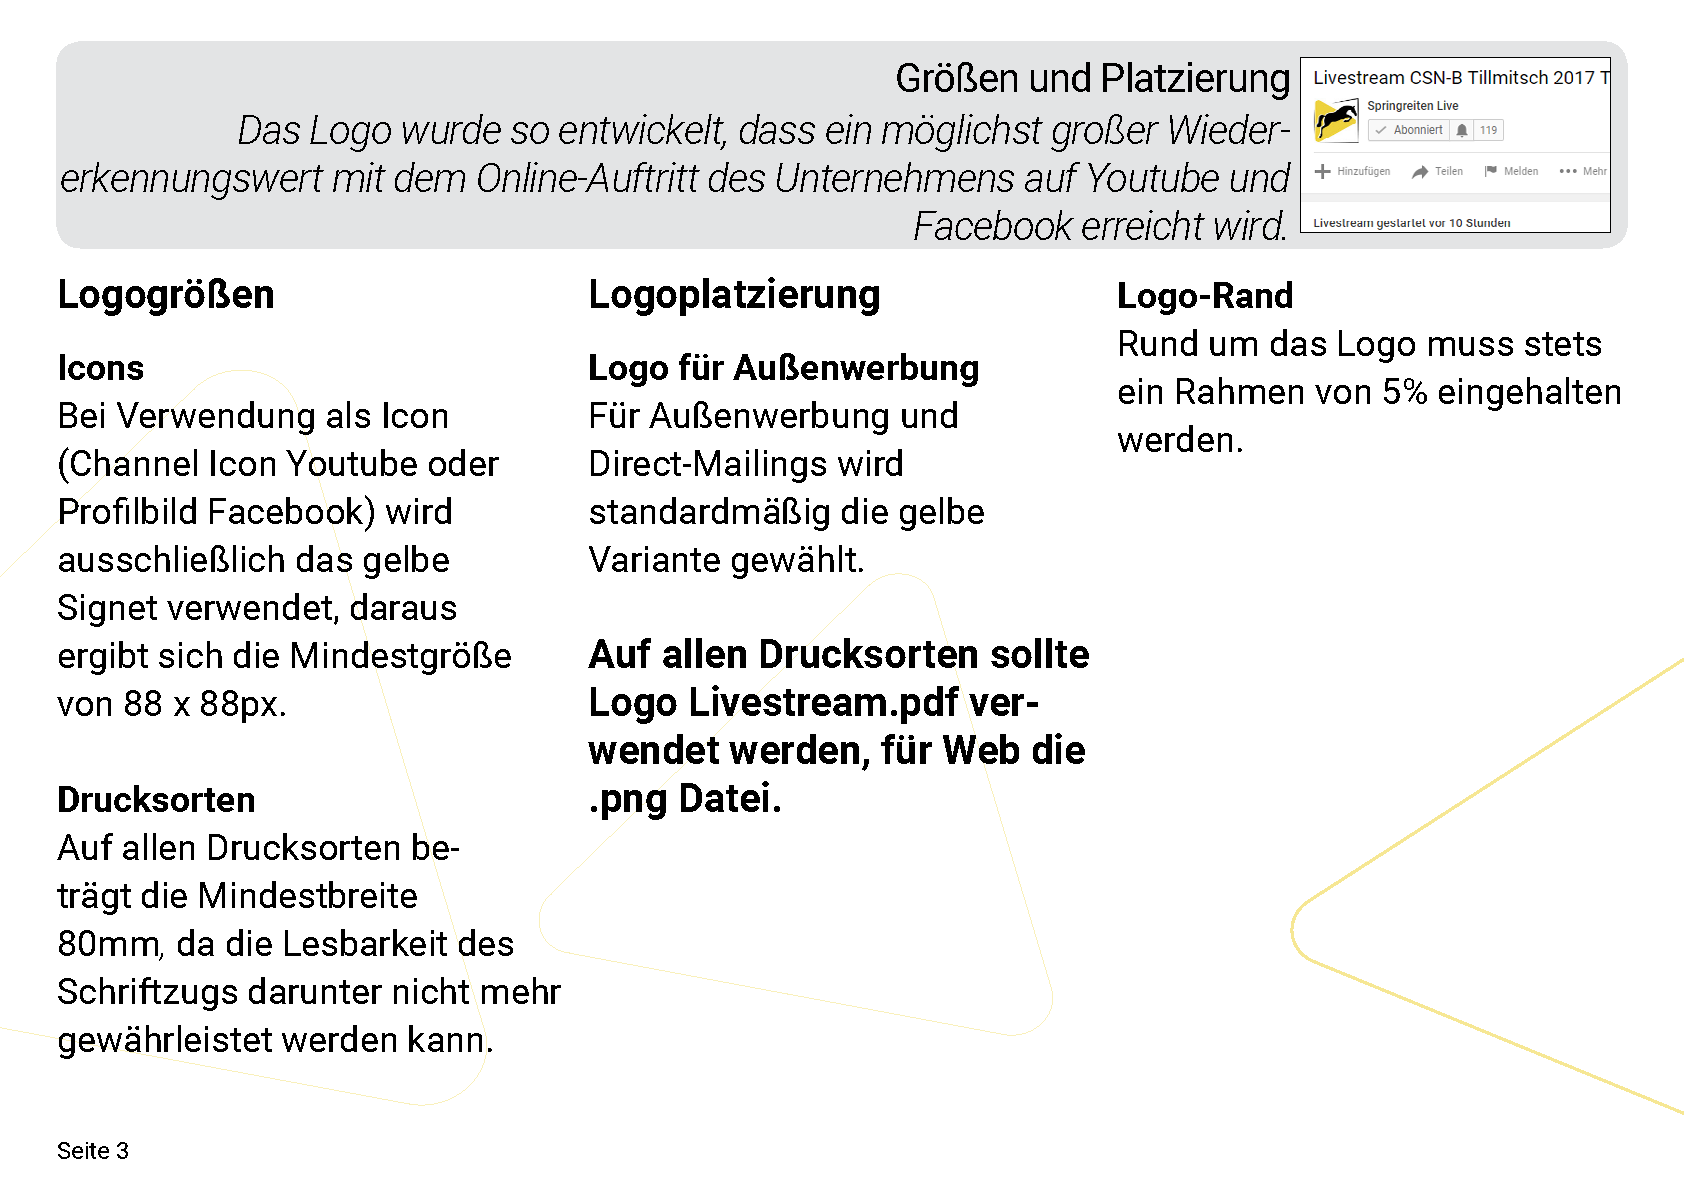 Größen und Platzierung
Das Logo wurde so entwickelt, dass ein möglichst großer Wieder-
erkennungswert mit dem Online-Auftritt des Unternehmens auf Youtube und
Facebook erreicht wird.
Livestream CSN-B Tillmitsch 2017 T
Springreiten Live
Abonniert 119
Hinzufügen Teilen Melden Mehr
Livestream gestartet vor 10 Stunden
Logogrößen
Icons
Bei Verwendung als Icon
(Channel Icon Youtube oder
Profilbild Facebook) wird
ausschließlich das gelbe
Signet verwendet, daraus
ergibt sich die Mindestgröße
von 88 x 88px.
Drucksorten
Auf allen Drucksorten be-
trägt die Mindestbreite
80mm, da die Lesbarkeit des
Schriftzugs darunter nicht mehr
gewährleistet werden kann.
Logoplatzierung
Logo für Außenwerbung
Für Außenwerbung und
Direct-Mailings wird
standardmäßig die gelbe
Variante gewählt.
Auf allen Drucksorten sollte
Logo Livestream.pdf ver-
wendet werden, für Web die
.png Datei.
Logo-Rand
Rund um das Logo muss stets
ein Rahmen von 5% eingehalten
werden.
Seite 3